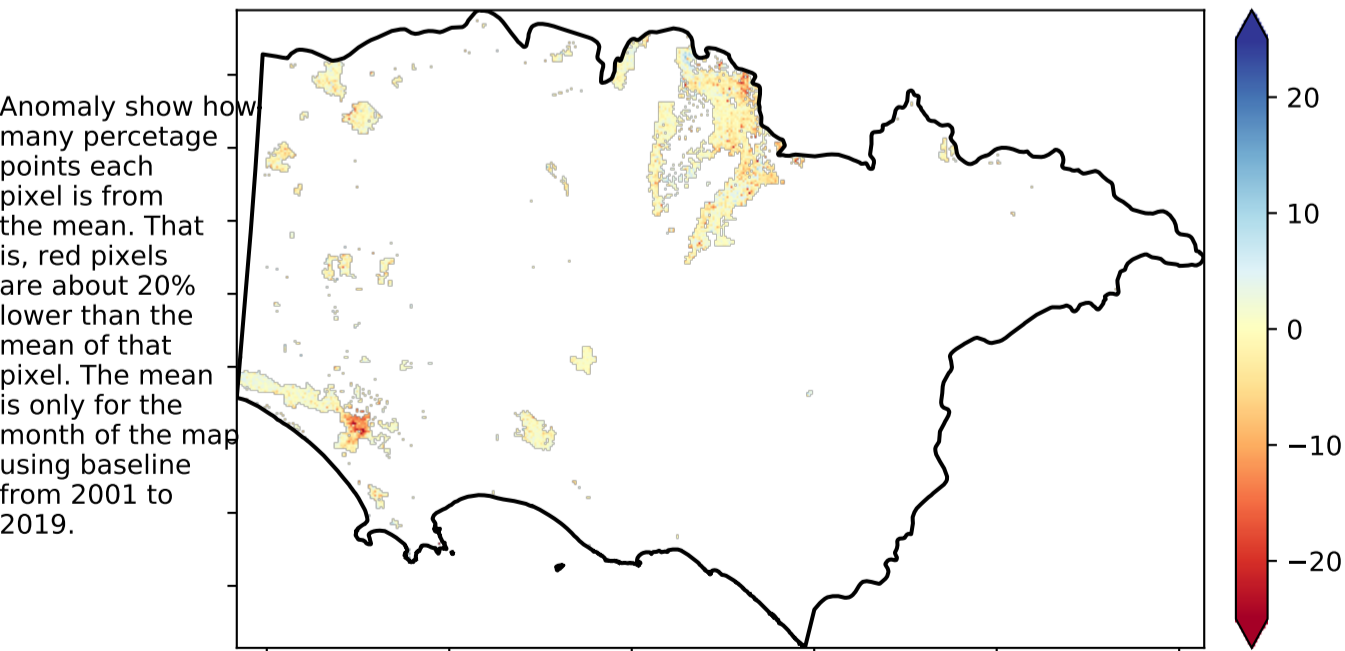 Anomaly show how
many percetage
points each
pixel is from
the mean. That
is, red pixels
are about 20%
lower than the
mean of that
pixel. The mean
is only for the
month of the map
using baseline
from 2001 to
2019.
20
10
0
−10
−20